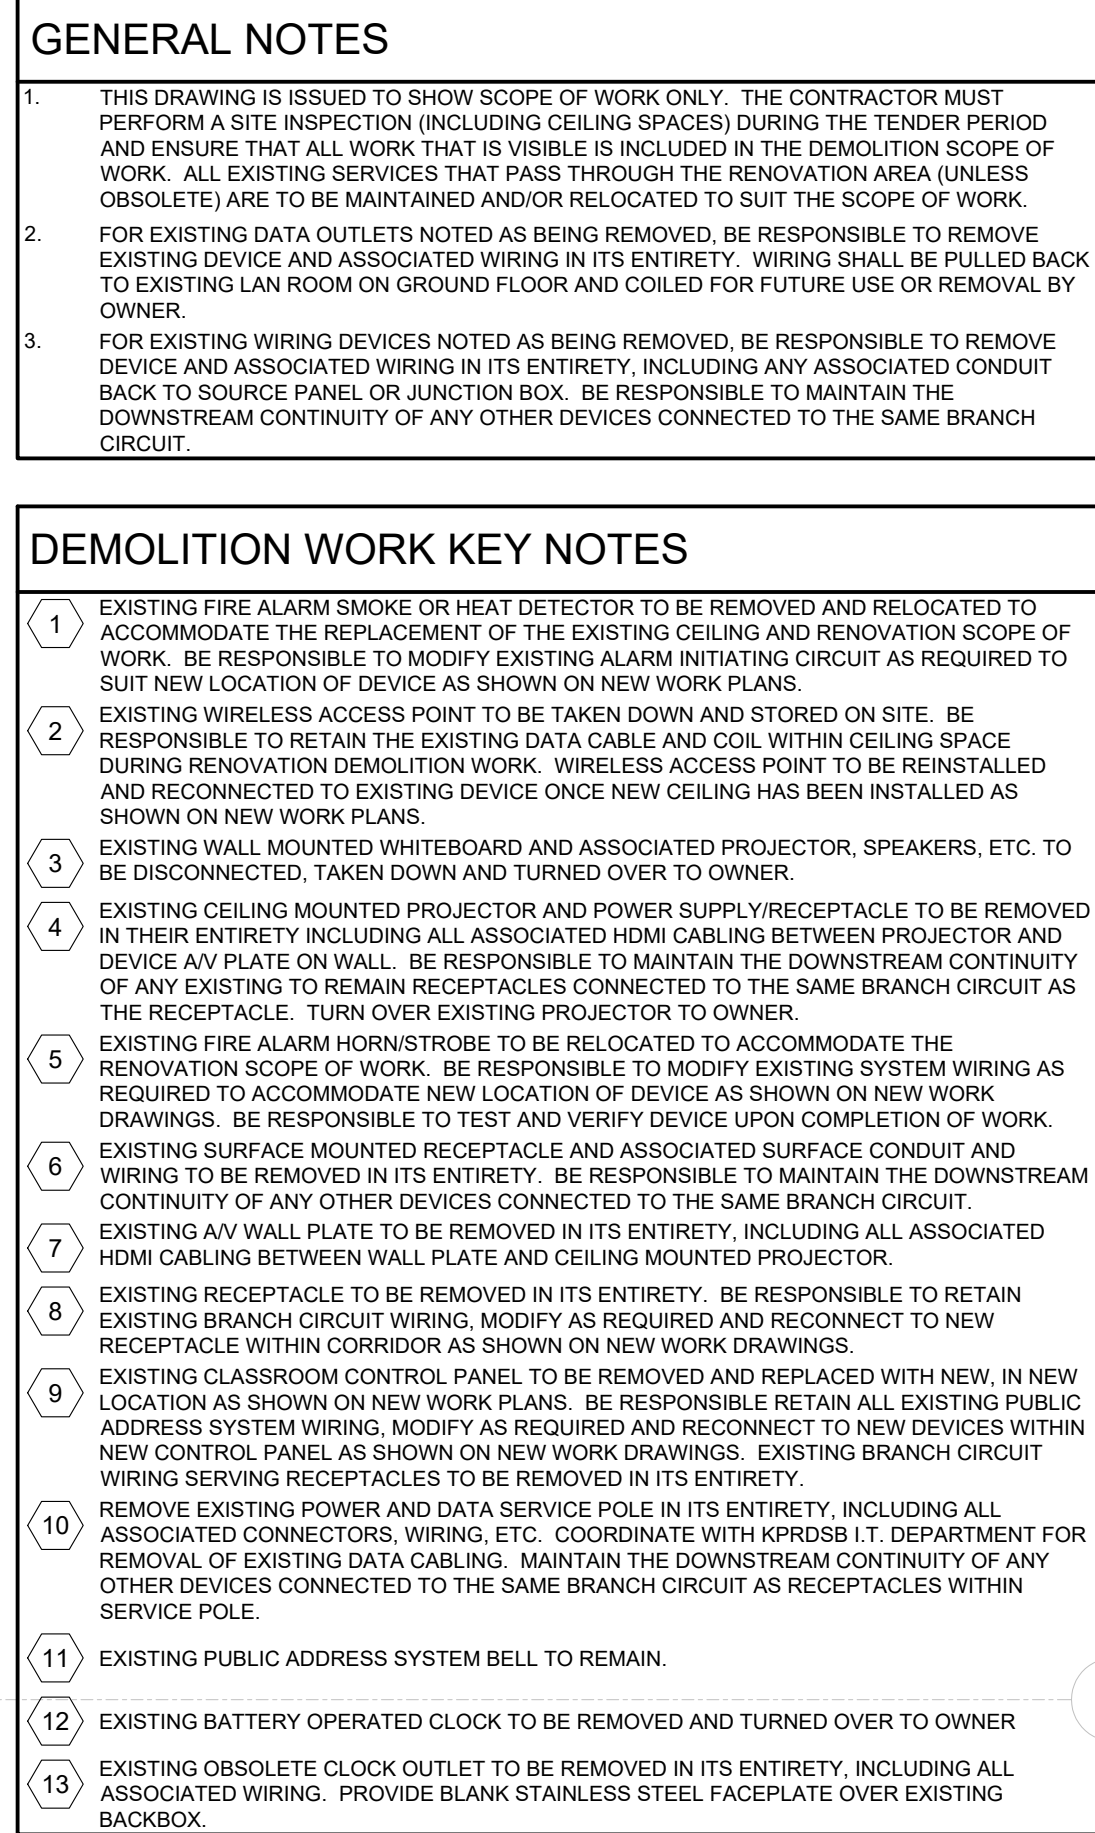 GENERAL NOTES
1. THIS DRAWING IS ISSUED TO SHOW SCOPE OF WORK ONLY. THE CONTRACTOR MUST
PERFORM A SITE INSPECTION (INCLUDING CEILING SPACES) DURING THE TENDER PERIOD
AND ENSURE THAT ALL WORK THAT IS VISIBLE IS INCLUDED IN THE DEMOLITION SCOPE OF
WORK. ALL EXISTING SERVICES THAT PASS THROUGH THE RENOVATION AREA (UNLESS
OBSOLETE) ARE TO BE MAINTAINED AND/OR RELOCATED TO SUIT THE SCOPE OF WORK.
2. FOR EXISTING DATA OUTLETS NOTED AS BEING REMOVED, BE RESPONSIBLE TO REMOVE
EXISTING DEVICE AND ASSOCIATED WIRING IN ITS ENTIRETY. WIRING SHALL BE PULLED BACK
TO EXISTING LAN ROOM ON GROUND FLOOR AND COILED FOR FUTURE USE OR REMOVAL BY
OWNER.
3. FOR EXISTING WIRING DEVICES NOTED AS BEING REMOVED, BE RESPONSIBLE TO REMOVE
DEVICE AND ASSOCIATED WIRING IN ITS ENTIRETY, INCLUDING ANY ASSOCIATED CONDUIT
BACK TO SOURCE PANEL OR JUNCTION BOX. BE RESPONSIBLE TO MAINTAIN THE
DOWNSTREAM CONTINUITY OF ANY OTHER DEVICES CONNECTED TO THE SAME BRANCH
CIRCUIT.
DEMOLITION WORK KEY NOTES
1 EXISTING FIRE ALARM SMOKE OR HEAT DETECTOR TO BE REMOVED AND RELOCATED TO
ACCOMMODATE THE REPLACEMENT OF THE EXISTING CEILING AND RENOVATION SCOPE OF
WORK. BE RESPONSIBLE TO MODIFY EXISTING ALARM INITIATING CIRCUIT AS REQUIRED TO
SUIT NEW LOCATION OF DEVICE AS SHOWN ON NEW WORK PLANS.
2 EXISTING WIRELESS ACCESS POINT TO BE TAKEN DOWN AND STORED ON SITE. BE
RESPONSIBLE TO RETAIN THE EXISTING DATA CABLE AND COIL WITHIN CEILING SPACE
DURING RENOVATION DEMOLITION WORK. WIRELESS ACCESS POINT TO BE REINSTALLED
AND RECONNECTED TO EXISTING DEVICE ONCE NEW CEILING HAS BEEN INSTALLED AS
SHOWN ON NEW WORK PLANS.
3 EXISTING WALL MOUNTED WHITEBOARD AND ASSOCIATED PROJECTOR, SPEAKERS, ETC. TO
BE DISCONNECTED, TAKEN DOWN AND TURNED OVER TO OWNER.
4 EXISTING CEILING MOUNTED PROJECTOR AND POWER SUPPLY/RECEPTACLE TO BE REMOVED
IN THEIR ENTIRETY INCLUDING ALL ASSOCIATED HDMI CABLING BETWEEN PROJECTOR AND
DEVICE A/V PLATE ON WALL. BE RESPONSIBLE TO MAINTAIN THE DOWNSTREAM CONTINUITY
OF ANY EXISTING TO REMAIN RECEPTACLES CONNECTED TO THE SAME BRANCH CIRCUIT AS
THE RECEPTACLE. TURN OVER EXISTING PROJECTOR TO OWNER.
5 EXISTING FIRE ALARM HORN/STROBE TO BE RELOCATED TO ACCOMMODATE THE
RENOVATION SCOPE OF WORK. BE RESPONSIBLE TO MODIFY EXISTING SYSTEM WIRING AS
REQUIRED TO ACCOMMODATE NEW LOCATION OF DEVICE AS SHOWN ON NEW WORK
DRAWINGS. BE RESPONSIBLE TO TEST AND VERIFY DEVICE UPON COMPLETION OF WORK.
6 EXISTING SURFACE MOUNTED RECEPTACLE AND ASSOCIATED SURFACE CONDUIT AND
WIRING TO BE REMOVED IN ITS ENTIRETY. BE RESPONSIBLE TO MAINTAIN THE DOWNSTREAM
CONTINUITY OF ANY OTHER DEVICES CONNECTED TO THE SAME BRANCH CIRCUIT.
7 EXISTING A/V WALL PLATE TO BE REMOVED IN ITS ENTIRETY, INCLUDING ALL ASSOCIATED
HDMI CABLING BETWEEN WALL PLATE AND CEILING MOUNTED PROJECTOR.
8 EXISTING RECEPTACLE TO BE REMOVED IN ITS ENTIRETY. BE RESPONSIBLE TO RETAIN
EXISTING BRANCH CIRCUIT WIRING, MODIFY AS REQUIRED AND RECONNECT TO NEW
RECEPTACLE WITHIN CORRIDOR AS SHOWN ON NEW WORK DRAWINGS.
9 EXISTING CLASSROOM CONTROL PANEL TO BE REMOVED AND REPLACED WITH NEW, IN NEW
LOCATION AS SHOWN ON NEW WORK PLANS. BE RESPONSIBLE RETAIN ALL EXISTING PUBLIC
ADDRESS SYSTEM WIRING, MODIFY AS REQUIRED AND RECONNECT TO NEW DEVICES WITHIN
NEW CONTROL PANEL AS SHOWN ON NEW WORK DRAWINGS. EXISTING BRANCH CIRCUIT
WIRING SERVING RECEPTACLES TO BE REMOVED IN ITS ENTIRETY.
10 REMOVE EXISTING POWER AND DATA SERVICE POLE IN ITS ENTIRETY, INCLUDING ALL
ASSOCIATED CONNECTORS, WIRING, ETC. COORDINATE WITH KPRDSB I.T. DEPARTMENT FOR
REMOVAL OF EXISTING DATA CABLING. MAINTAIN THE DOWNSTREAM CONTINUITY OF ANY
OTHER DEVICES CONNECTED TO THE SAME BRANCH CIRCUIT AS RECEPTACLES WITHIN
SERVICE POLE.
11 EXISTING PUBLIC ADDRESS SYSTEM BELL TO REMAIN.
12 EXISTING BATTERY OPERATED CLOCK TO BE REMOVED AND TURNED OVER TO OWNER
13 EXISTING OBSOLETE CLOCK OUTLET TO BE REMOVED IN ITS ENTIRETY, INCLUDING ALL
ASSOCIATED WIRING. PROVIDE BLANK STAINLESS STEEL FACEPLATE OVER EXISTING
BACKBOX.